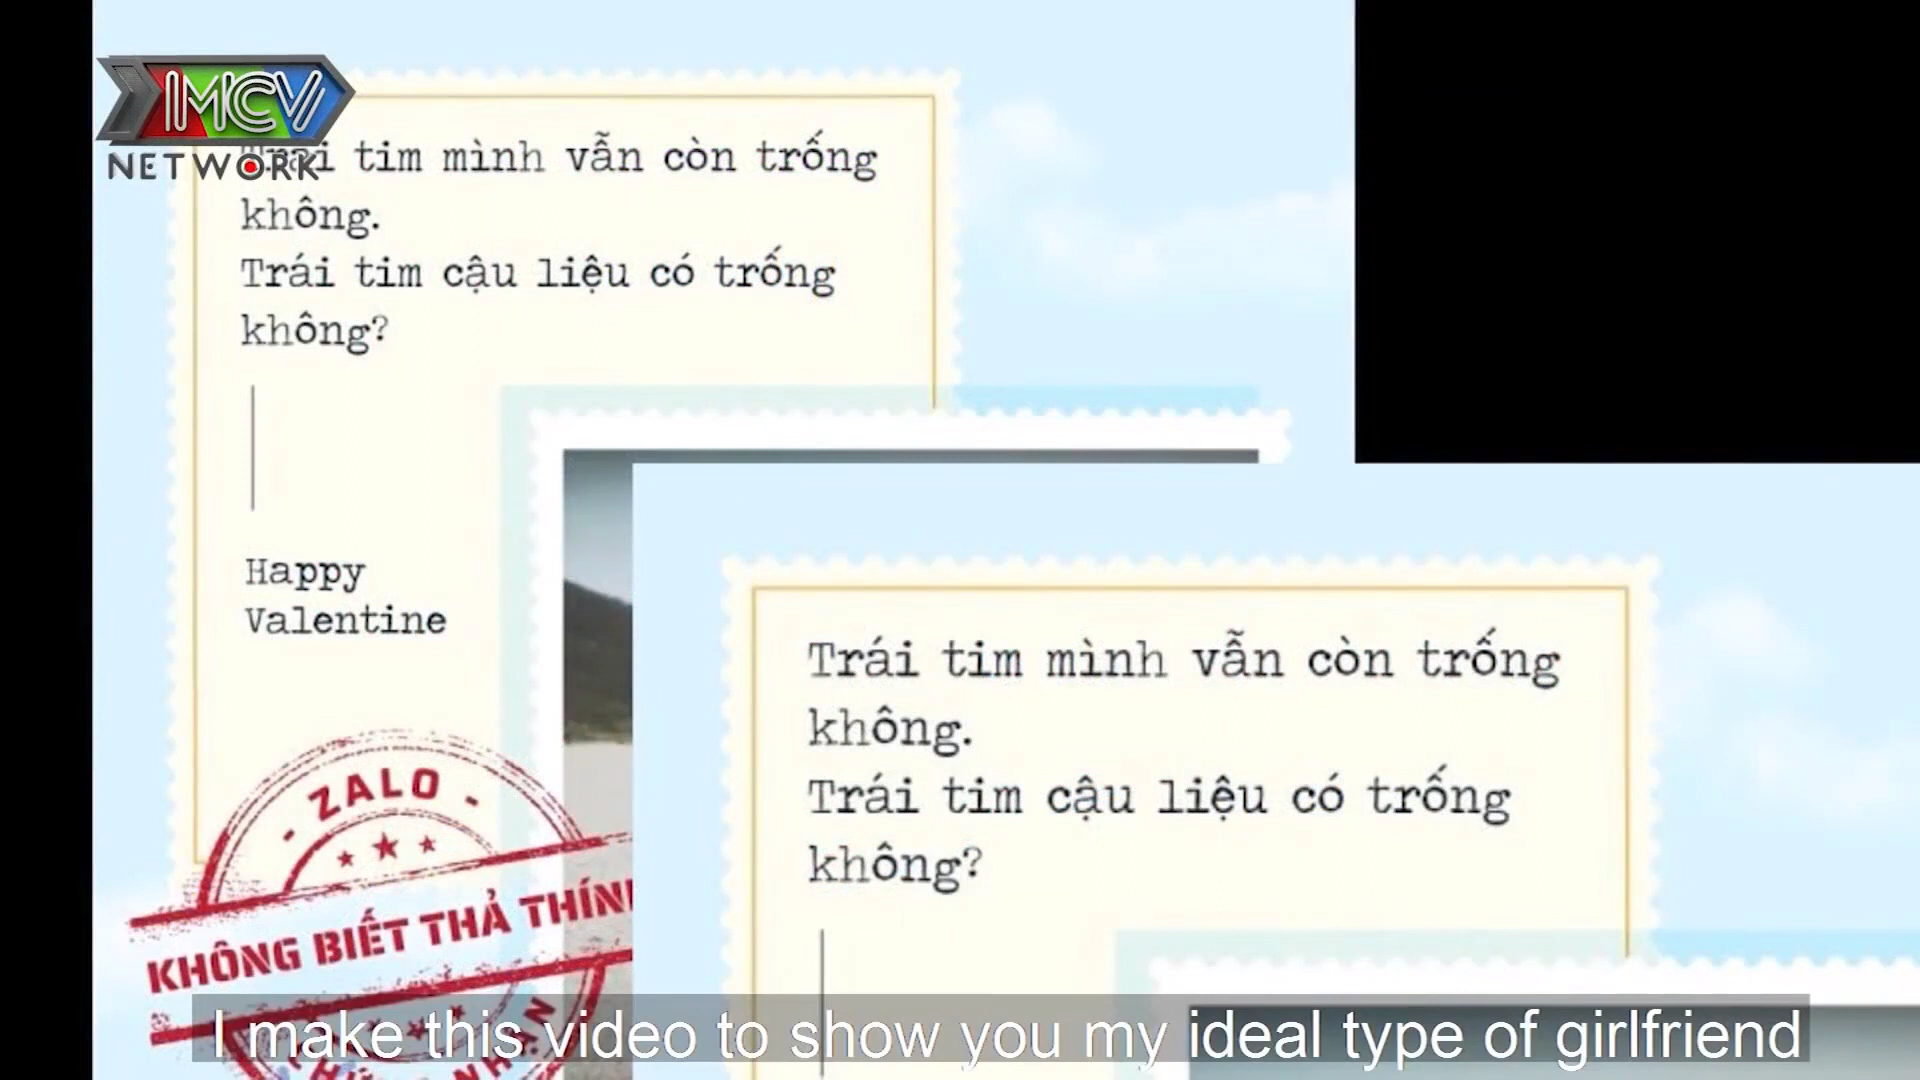 MCV
NETWORK
tim mình vẫn còn trống
không.
Trái tim cậu liệu có trống
không?
Happy
Valentine
- ZALO -
KHÔNG BIẾT THẢ THÍNH
Trái tim mình vẫn còn trống
không.
Trái tim cậu liệu có trống
không?
I make this video to show you my ideal type of girlfriend